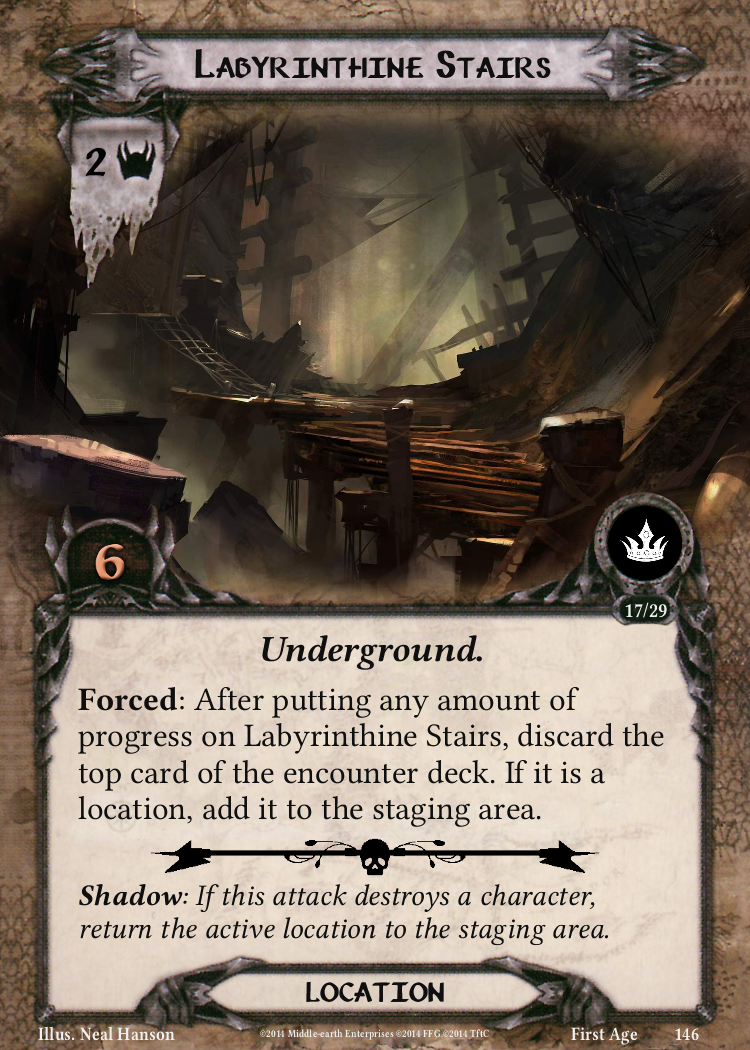 Labyrinthine Stairs
2
6
17/29
Underground.
Forced: After putting any amount of
progress on Labyrinthine Stairs, discard the
top card of the encounter deck. If it is a
location, add it to the staging area.
Shadow: If this attack destroys a character,
return the active location to the staging area.
LOCATION
Illus. Neal Hanson ©2014 Middle-earth Enterprises ©2014 FFG ©2014 TftC First Age 146